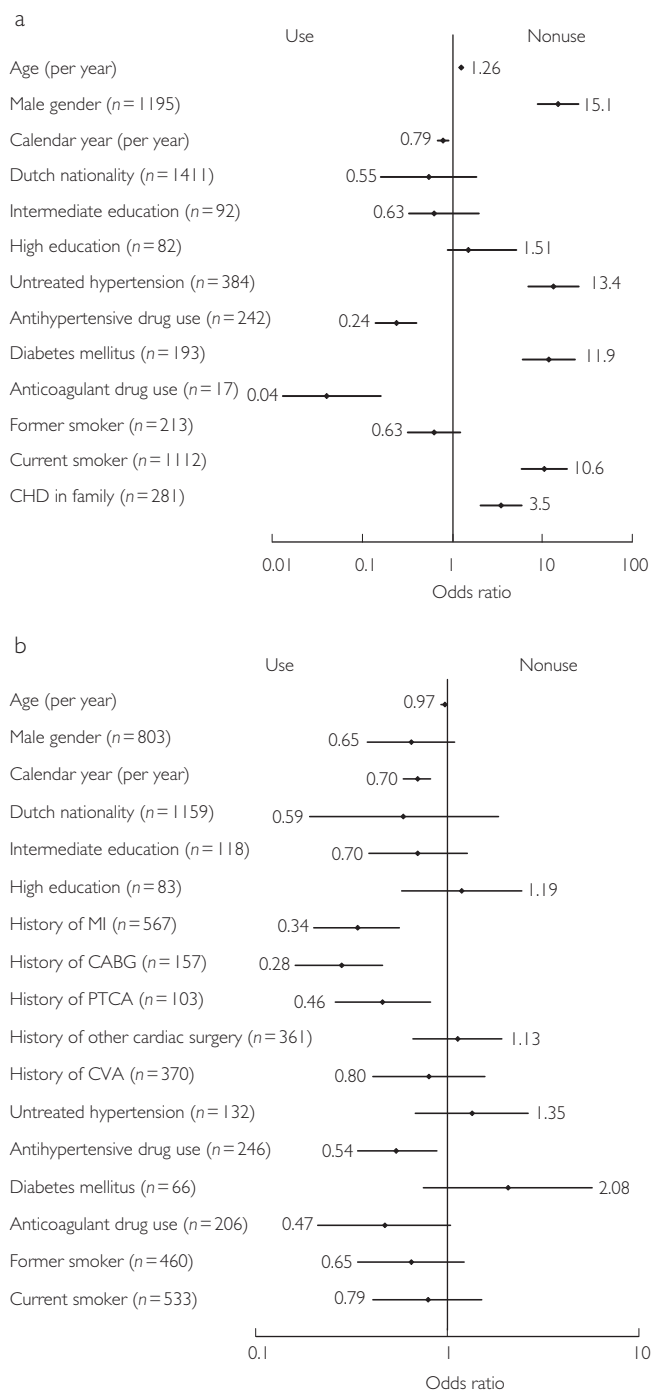 a
Use Nonuse
Age (per year) 1.26
Male gender (n = 1195) 15.1
Calendar year (per year) 0.79
Dutch nationality (n = 1411) 0.55
Intermediate education (n = 92) 0.63
High education (n = 82) 1.51
Untreated hypertension (n = 384) 13.4
Antihypertensive drug use (n = 242) 0.24
Diabetes mellitus (n = 193) 11.9
Anticoagulant drug use (n = 17) 0.04
Former smoker (n = 213) 0.63
Current smoker (n = 1112) 10.6
CHD in family (n = 281) 3.5
0.01 0.1 1 10 100
Odds ratio
b
Use Nonuse
Age (per year) 0.97
Male gender (n = 803) 0.65
Calendar year (per year) 0.70
Dutch nationality (n = 1159) 0.59
Intermediate education (n = 118) 0.70
High education (n = 83) 1.19
History of MI (n = 567) 0.34
History of CABG (n = 157) 0.28
History of PTCA (n = 103) 0.46
History of other cardiac surgery (n = 361) 1.13
History of CVA (n = 370) 0.80
Untreated hypertension (n = 132) 1.35
Antihypertensive drug use (n = 246) 0.54
Diabetes mellitus (n = 66) 2.08
Anticoagulant drug use (n = 206) 0.47
Former smoker (n = 460) 0.65
Current smoker (n = 533) 0.79
0.1 1 10
Odds ratio